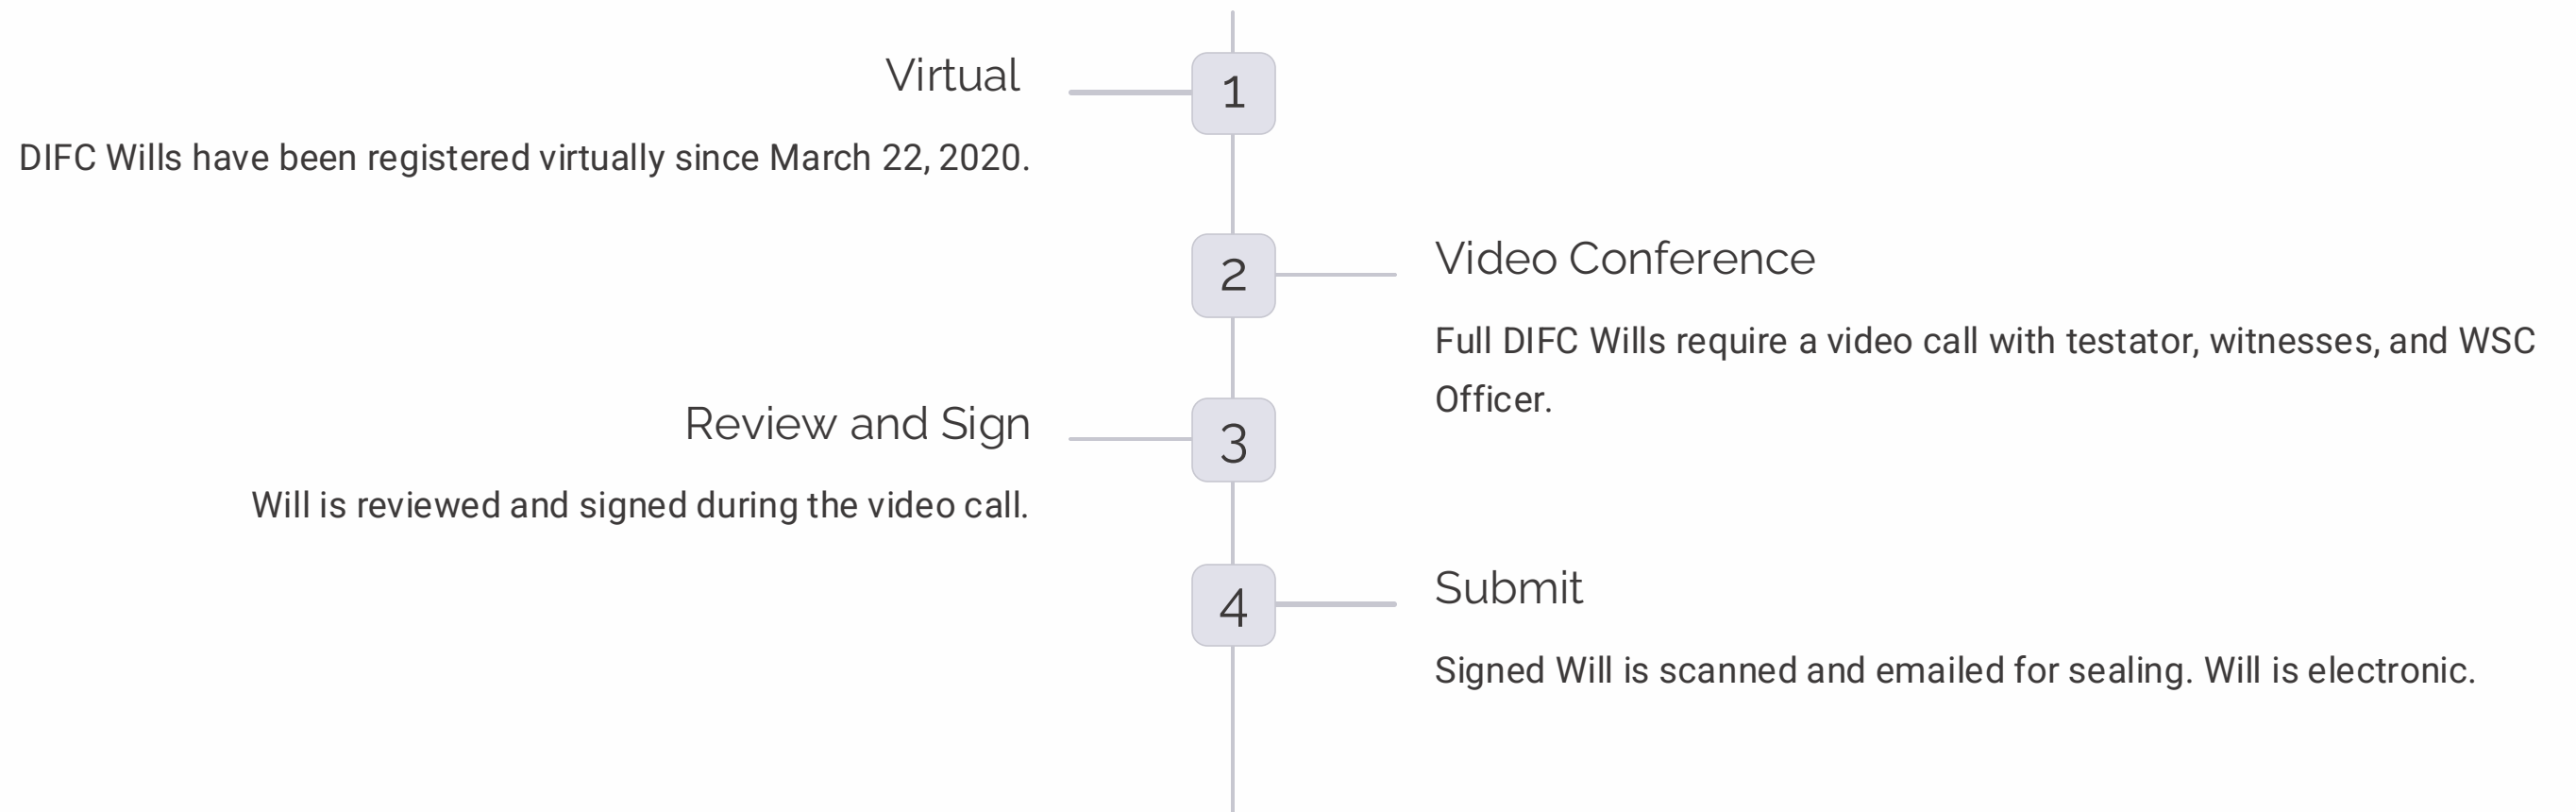 1
Virtual
DIFC Wills have been registered virtually since March 22, 2020.
2
Video Conference
Full DIFC Wills require a video call with testator, witnesses, and WSC
Officer.
3
Review and Sign
Will is reviewed and signed during the video call.
4
Submit
Signed Will is scanned and emailed for sealing. Will is electronic.